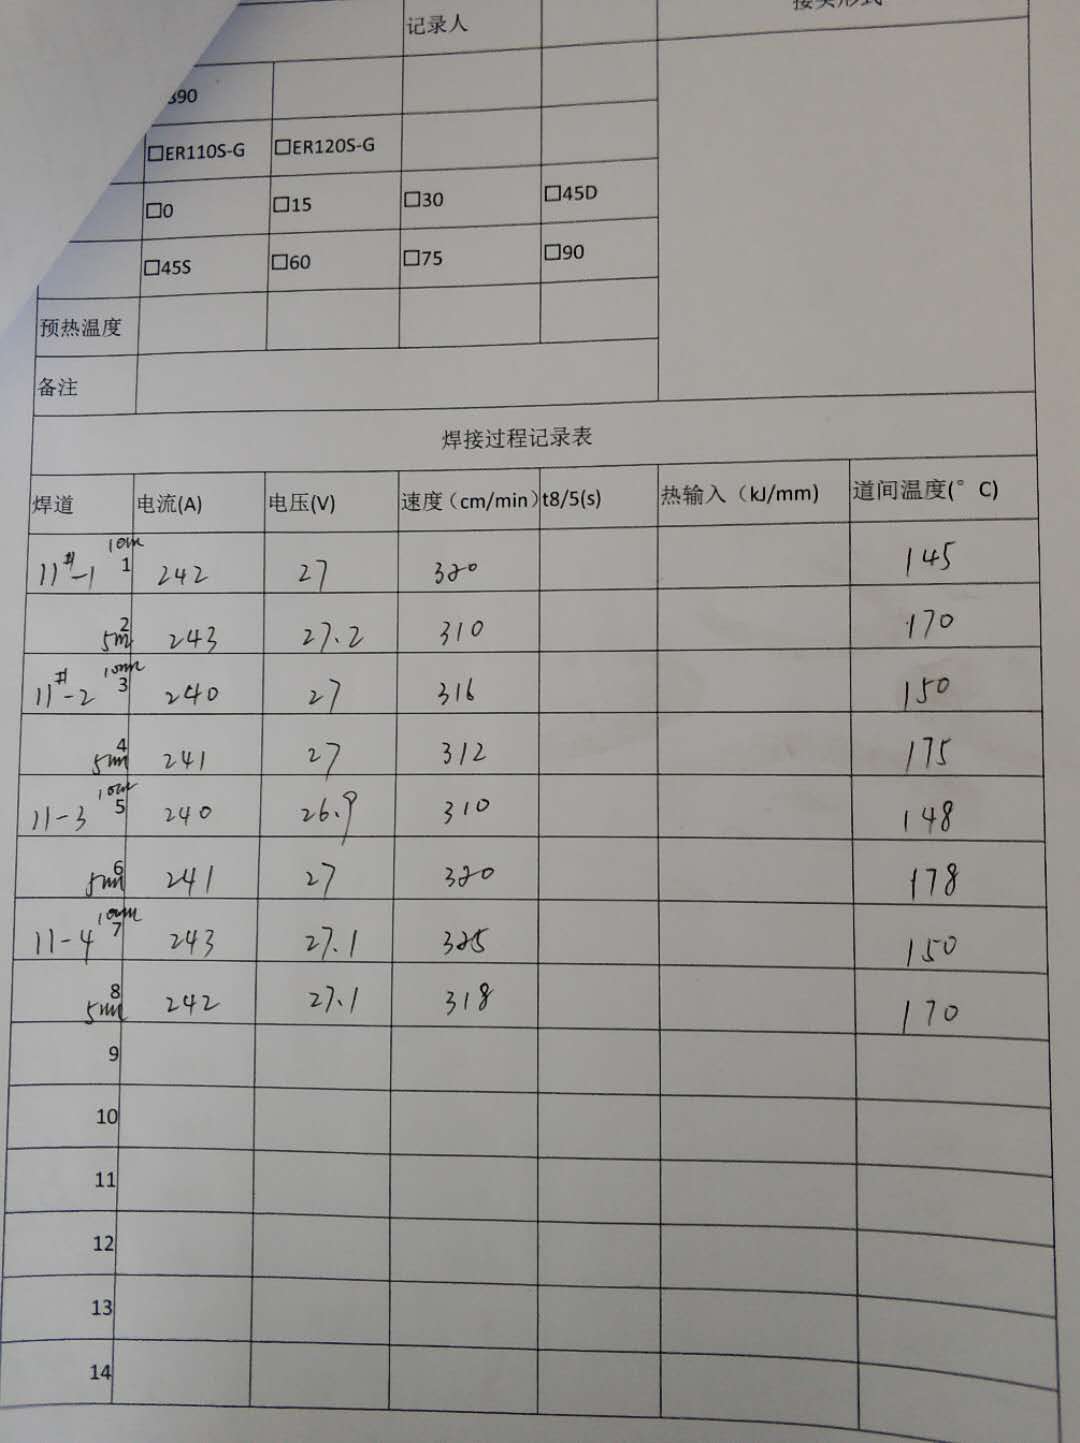 记录人 接头形式
390
□ER110S-G □ER120S-G
□0 □15 □30 □45D
□45S □60 □75 □90
预热温度
备注
焊接过程记录表
焊道 电流(A) 电压(V) 速度（cm/min） t8/5(s) 热输入（kJ/mm） 道间温度(°C)
11#-1 10mm 1 242 27 320 145
5mm 2 243 27.2 310 170
11#-2 10mm 3 240 27 316 150
5mm 4 241 27 312 175
11-3 10mm 5 240 26.9 310 148
5mm 6 241 27 320 178
11-4 10mm 7 243 27.1 325 150
5mm 8 242 27.1 318 170
9
10
11
12
13
14